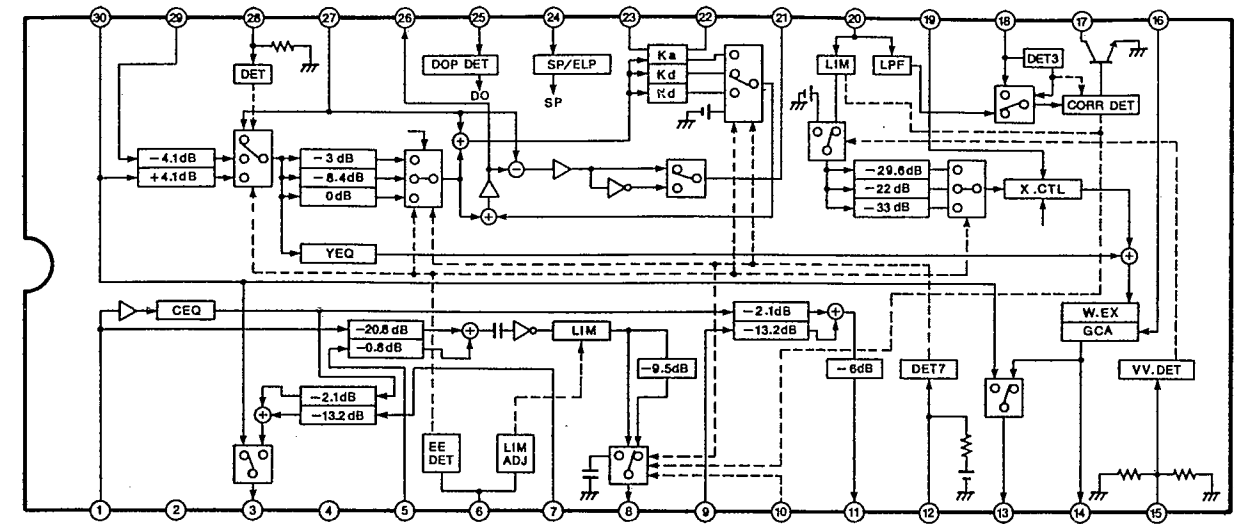 30 29 28 27 26 25 24 23 22 21 20 19 18 17 16
DET
DOP DET
DO
SP/ELP
SP
Ka
Kd
Kd
LIM
LPF
DET3
CORR DET
−4.1dB
+4.1dB
−3 dB
−8.4dB
0dB
−29.6dB
−22 dB
−33 dB
X.CTL
YEQ
CEQ
−20.8 dB
−0.8dB
LIM
−2.1dB
−13.2dB
W.EX
GCA
−9.5dB
−6dB
DET7
VV.DET
−2.1dB
−13.2dB
EE
DET
LIM
ADJ
1 2 3 4 5 6 7 8 9 10 11 12 13 14 15